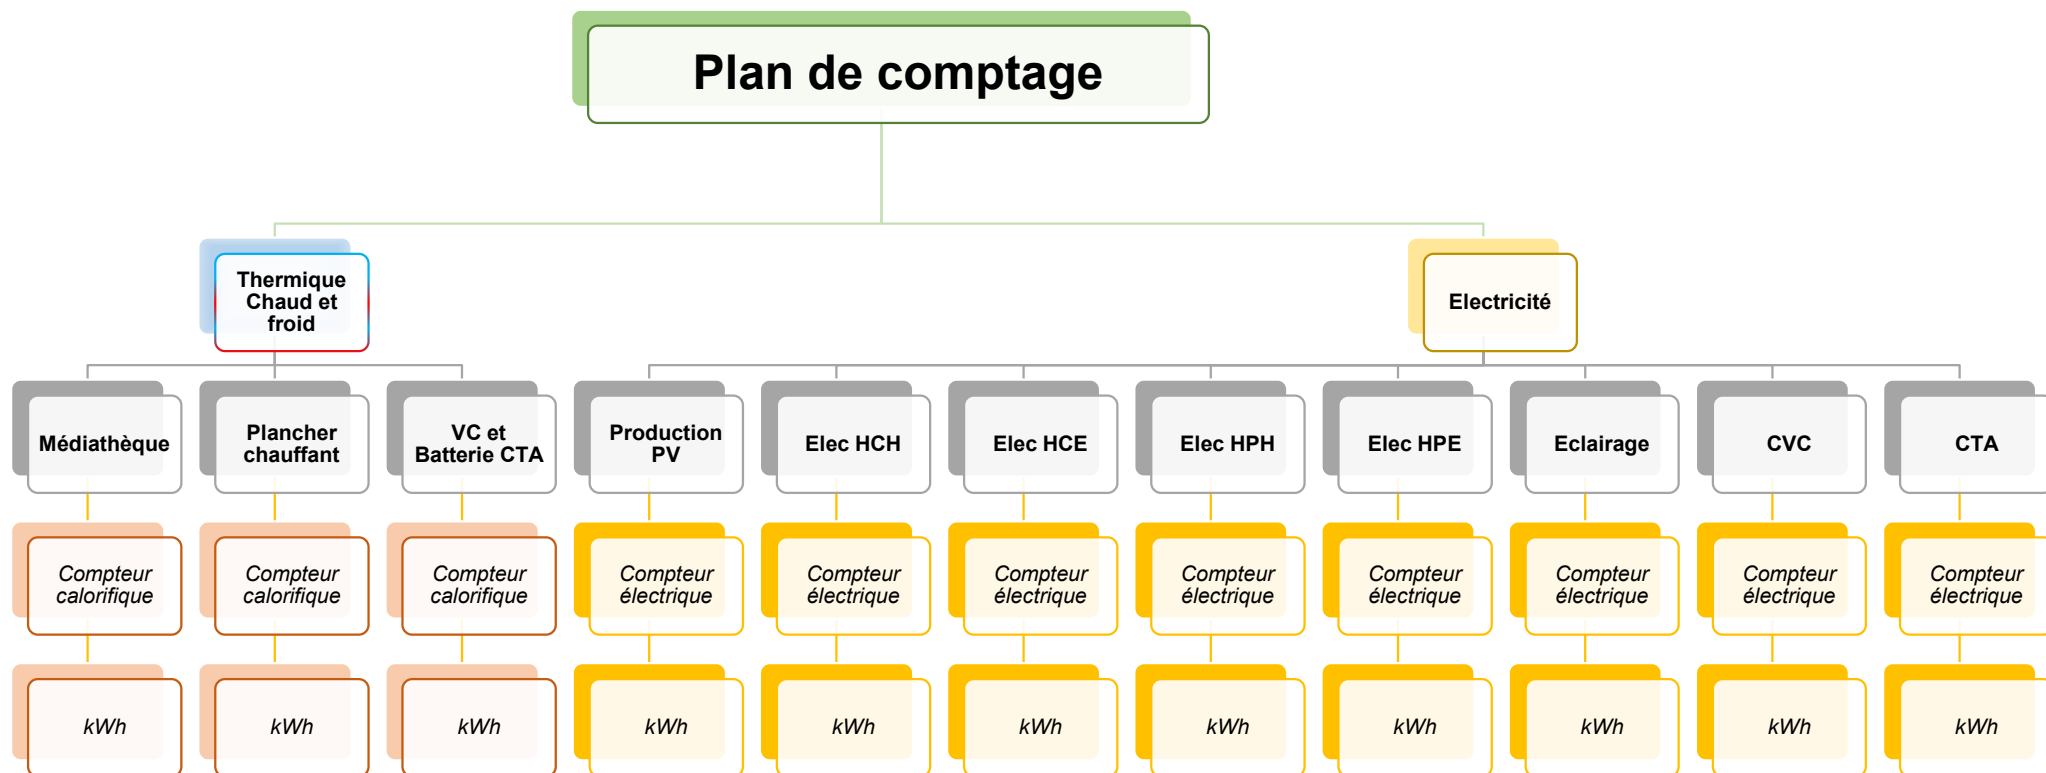 Plan de comptage
Thermique
Chaud et
froid
Electricité
Médiathèque
Plancher
chauffant
VC et
Batterie CTA
Production
PV
Elec HCH
Elec HCE
Elec HPH
Elec HPE
Eclairage
CVC
CTA
Compteur
calorifique
Compteur
calorifique
Compteur
calorifique
Compteur
électrique
Compteur
électrique
Compteur
électrique
Compteur
électrique
Compteur
électrique
Compteur
électrique
Compteur
électrique
Compteur
électrique
kWh
kWh
kWh
kWh
kWh
kWh
kWh
kWh
kWh
kWh
kWh